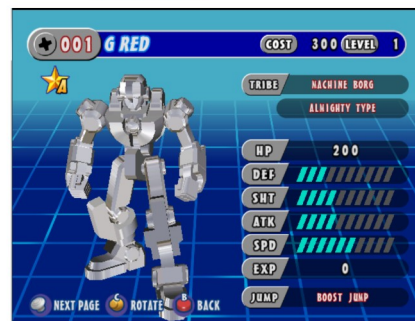 001 G RED COST 300 LEVEL 1
A
TRIBE MACHINE BORG
ALMIGHTY TYPE
HP 200
DEF
SHT
ATK
SPD
EXP 0
JUMP BOOST JUMP
NEXT PAGE C ROTATE B BACK